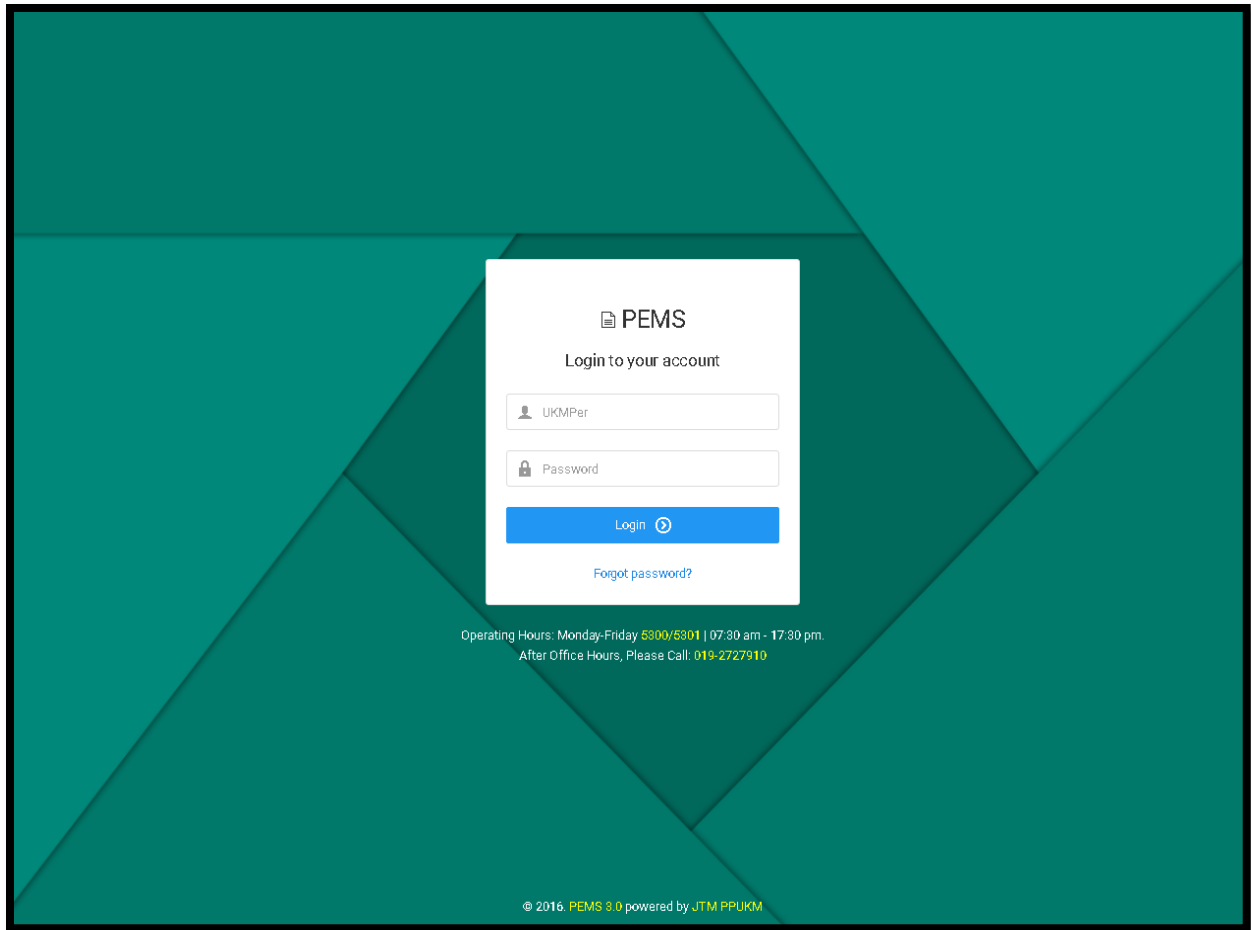 PEMS
Login to your account
UKMPer
Password
Login
Forgot password?
Operating Hours: Monday-Friday 5300/5301 | 07:30 am - 17:30 pm.
After Office Hours, Please Call: 019-2727910
© 2016. PEMS 3.0 powered by JTM PPUKM